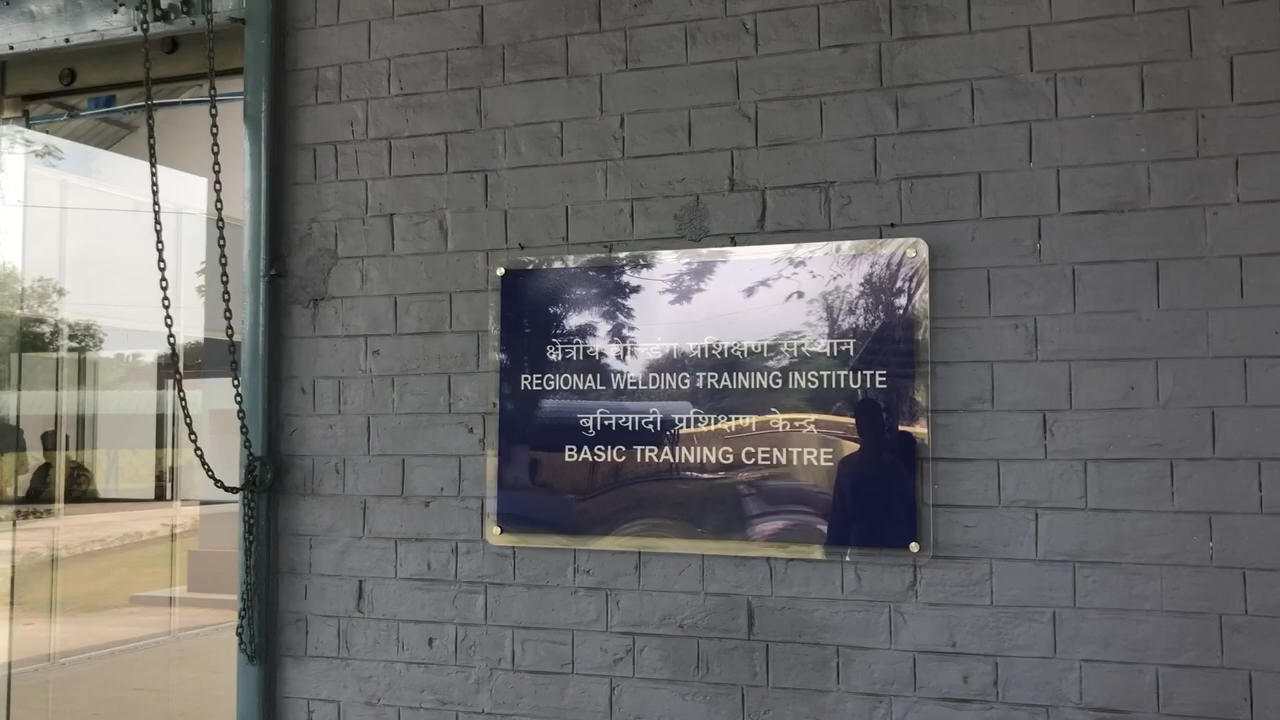 क्षेत्रीय वेल्डिंग प्रशिक्षण संस्थान
REGIONAL WELDING TRAINING INSTITUTE
बुनियादी प्रशिक्षण केन्द्र
BASIC TRAINING CENTRE